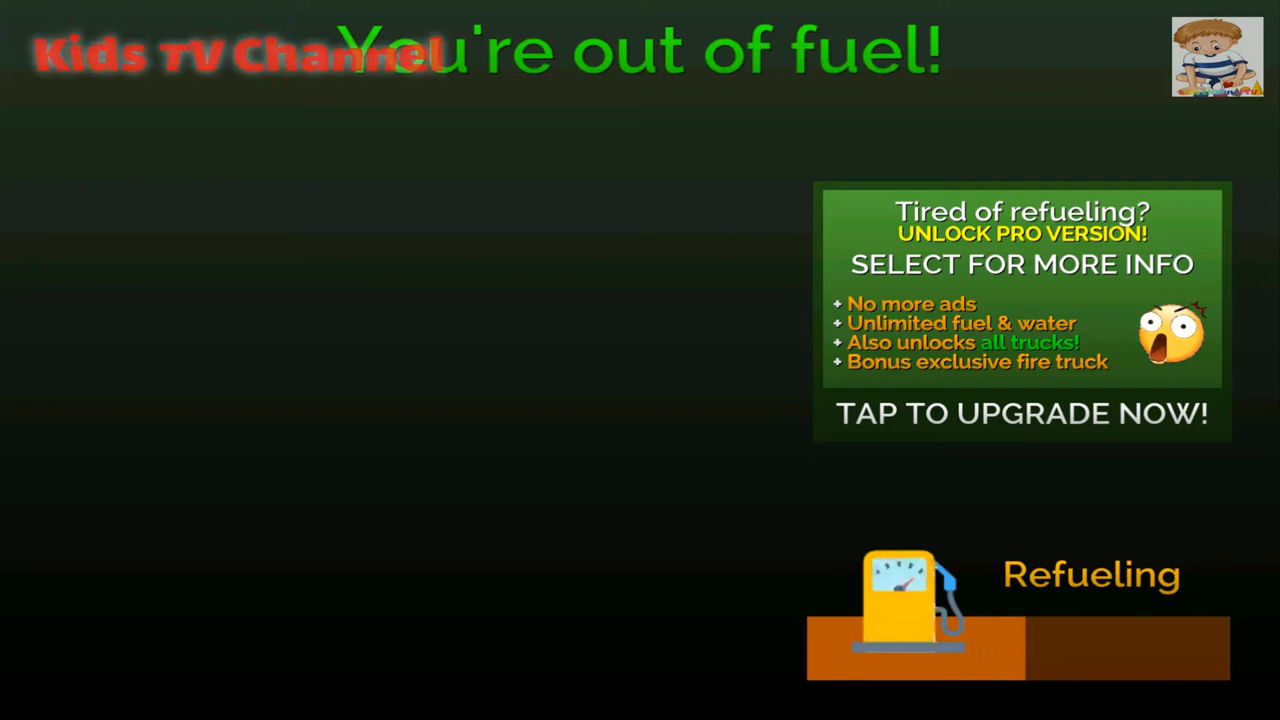 Kids TV Channel
You're out of fuel!
Tired of refueling?
UNLOCK PRO VERSION!
SELECT FOR MORE INFO
+ No more ads
+ Unlimited fuel & water
+ Also unlocks all trucks!
+ Bonus exclusive fire truck
TAP TO UPGRADE NOW!
Refueling